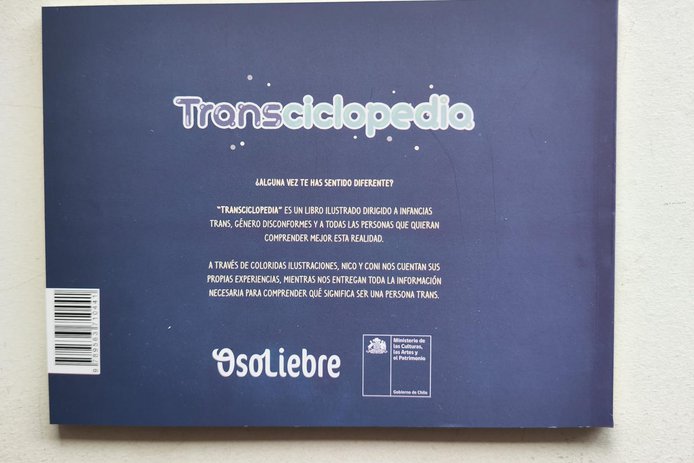 Transciclopedia
¿ALGUNA VEZ TE HAS SENTIDO DIFERENTE?
"TRANSCICLOPEDIA" ES UN LIBRO ILUSTRADO DIRIGIDO A INFANCIAS
TRANS, GÉNERO DISCONFORMES Y A TODAS LAS PERSONAS QUE QUIERAN
COMPRENDER MEJOR ESTA REALIDAD.
A TRAVÉS DE COLORIDAS ILUSTRACIONES, NICO Y CONI NOS CUENTAN SUS
PROPIAS EXPERIENCIAS, MIENTRAS NOS ENTREGAN TODA LA INFORMACIÓN
NECESARIA PARA COMPRENDER QUÉ SIGNIFICA SER UNA PERSONA TRANS.
OsoLiebre
Ministerio de
las Culturas,
las Artes y
el Patrimonio
Gobierno de Chile